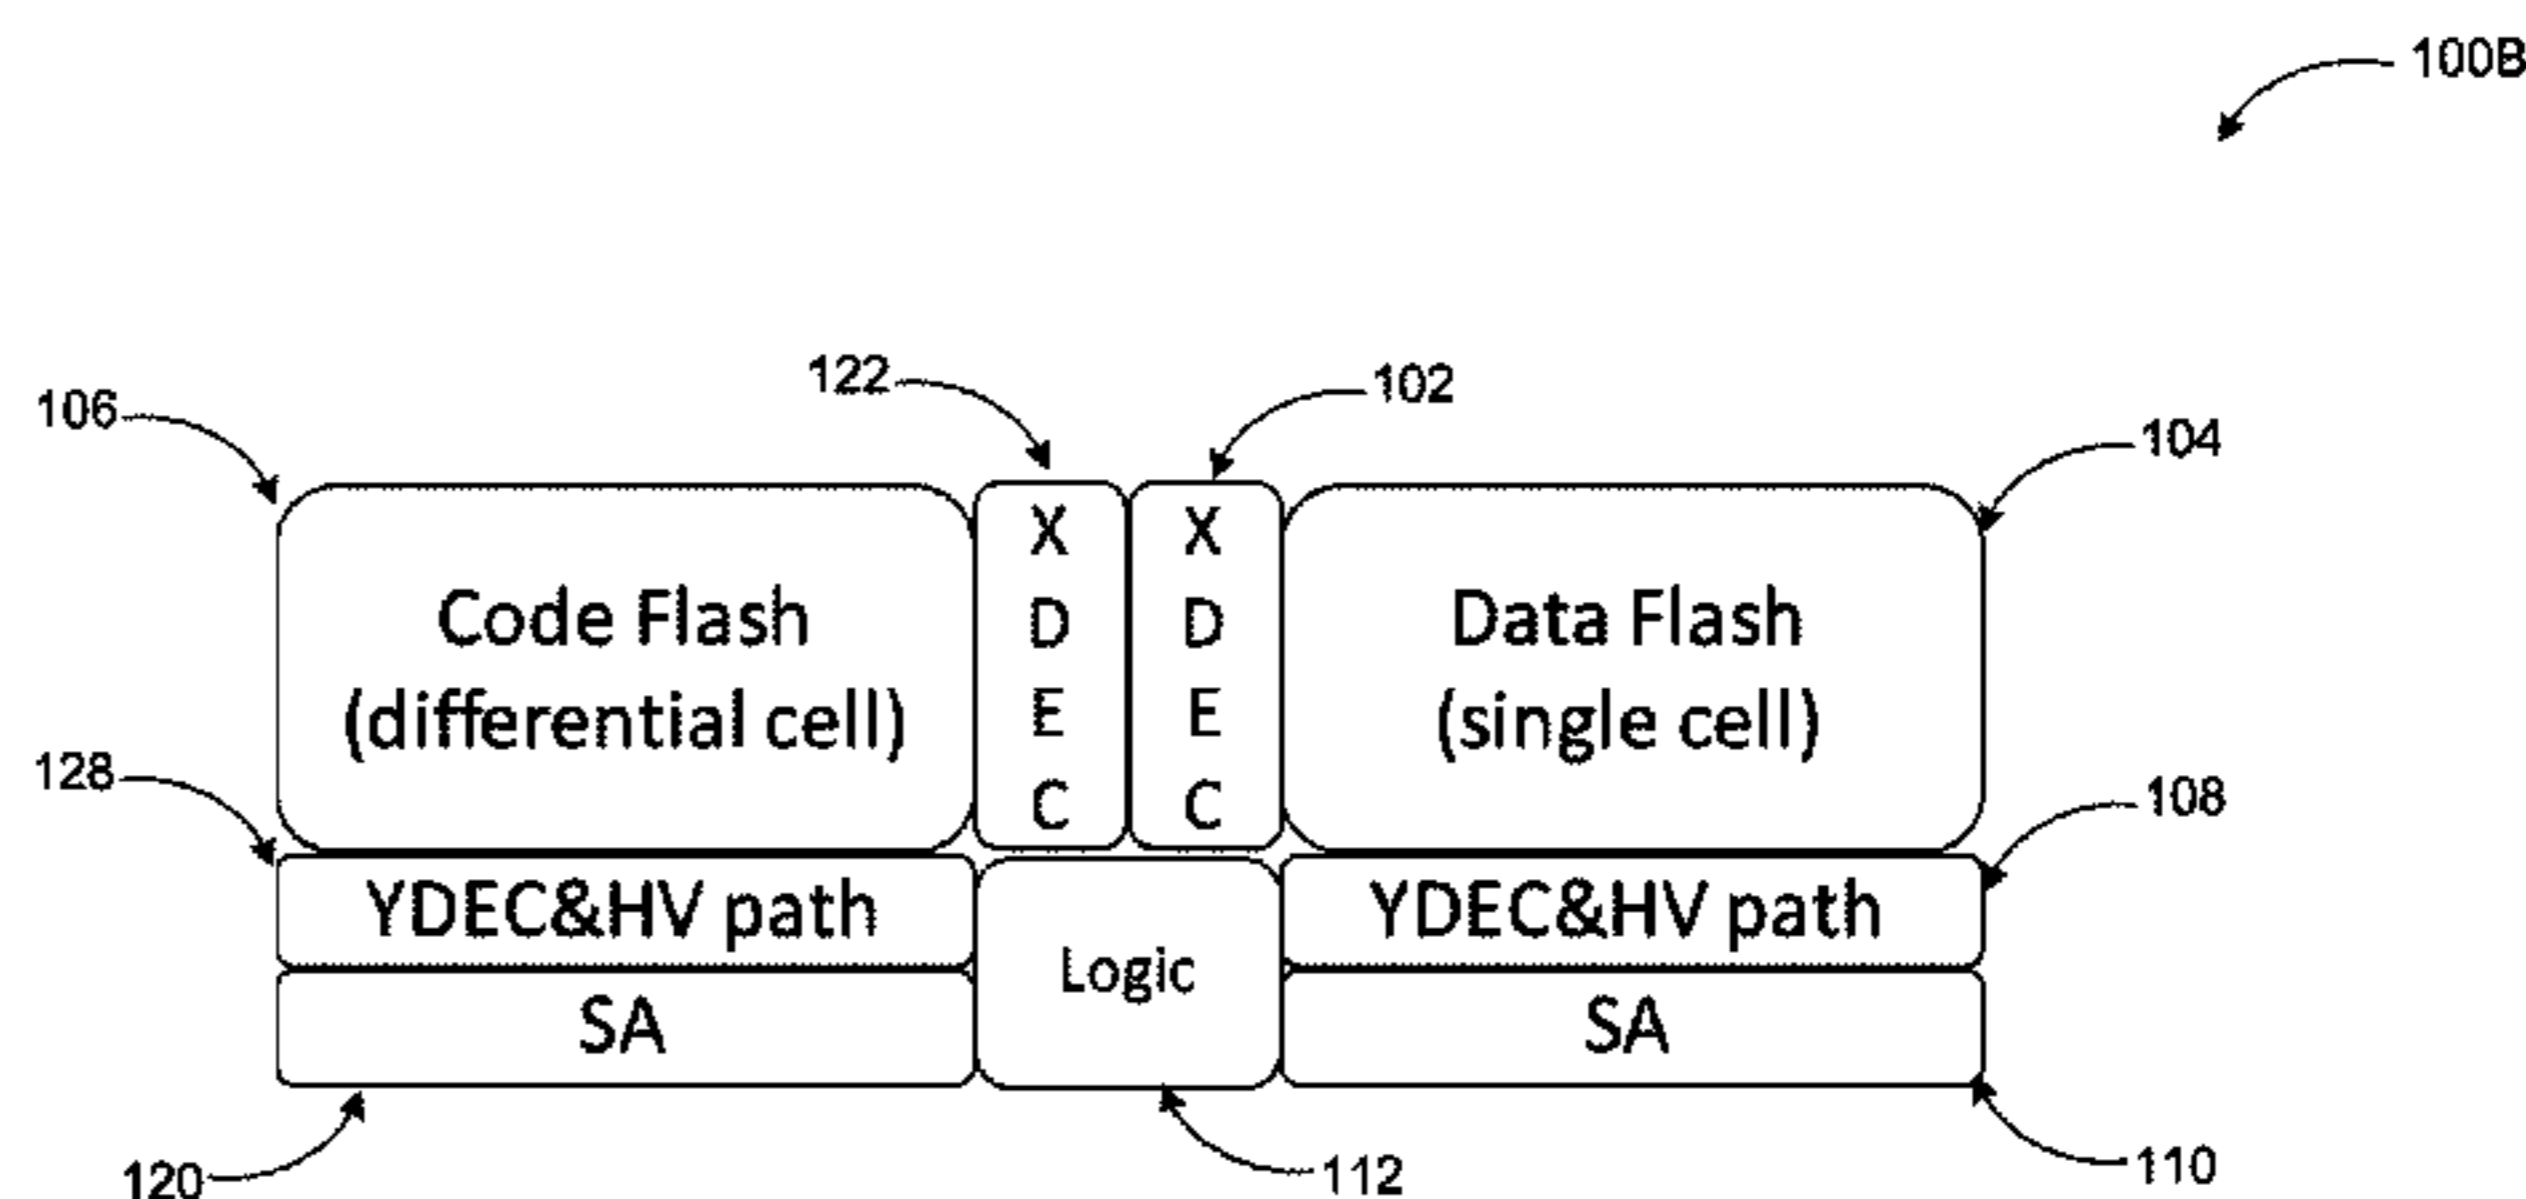 100B
122
102
106
104
X
D
E
C
X
D
E
C
Code Flash
(differential cell)
Data Flash
(single cell)
128
108
YDEC&HV path
YDEC&HV path
Logic
SA
SA
120
112
110